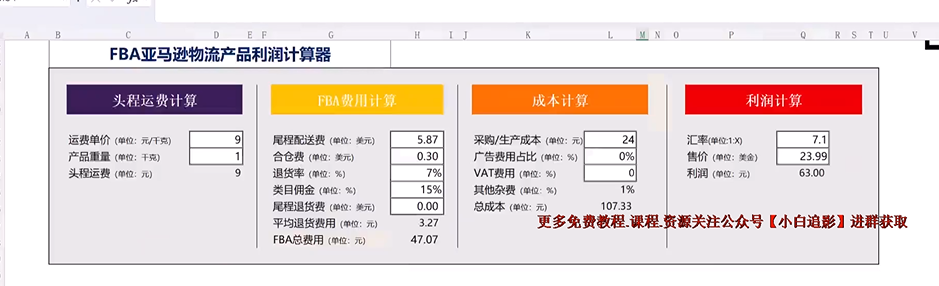 A B C D E F G H I J K L M N O P Q R S T U V
FBA亚马逊物流产品利润计算器
头程运费计算
运费单价 (单位：元/千克) 9
产品重量 (单位：千克) 1
头程运费 (单位：元) 9
FBA费用计算
尾程配送费 (单位：美元) 5.87
合仓费 (单位：美元) 0.30
退货率 (单位：%) 7%
类目佣金 (单位：%) 15%
尾程退货费 (单位：美元) 0.00
平均退货费用 (单位：元) 3.27
FBA总费用 (单位：元) 47.07
成本计算
采购/生产成本 (单位：元) 24
广告费用占比 (单位：%) 0%
VAT费用 (单位：%) 0
其他杂费 (单位：%) 1%
总成本 (单位：元) 107.33
利润计算
汇率(单位:1:X) 7.1
售价 (单位：美金) 23.99
利润 (单位：元) 63.00
更多免费教程.课程.资源关注公众号【小白追影】进群获取